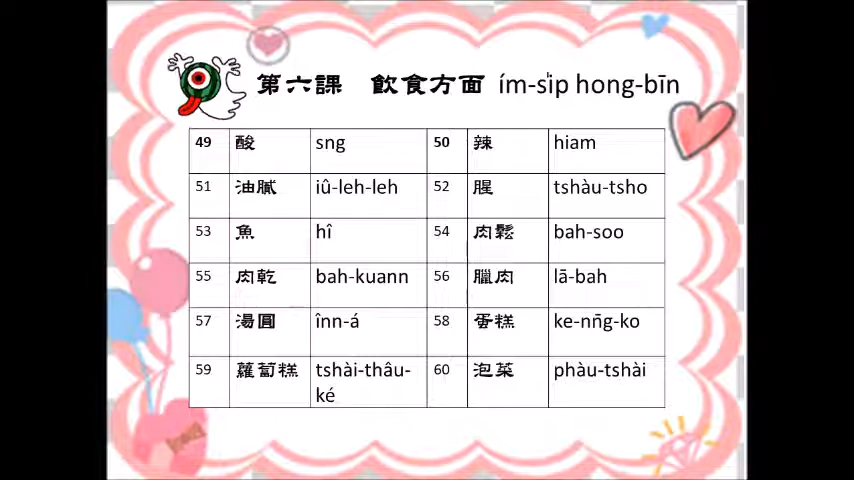 第六課 飲食方面 ím-si̍p hong-bīn
49 酸 sng 50 辣 hiam
51 油膩 iû-leh-leh 52 腥 tshàu-tsho
53 魚 hî 54 肉鬆 bah-soo
55 肉乾 bah-kuann 56 臘肉 lā-bah
57 湯圓 înn-á 58 蛋糕 ke-nn̄g-ko
59 蘿蔔糕 tshài-thâu-
ké 60 泡菜 phàu-tshài